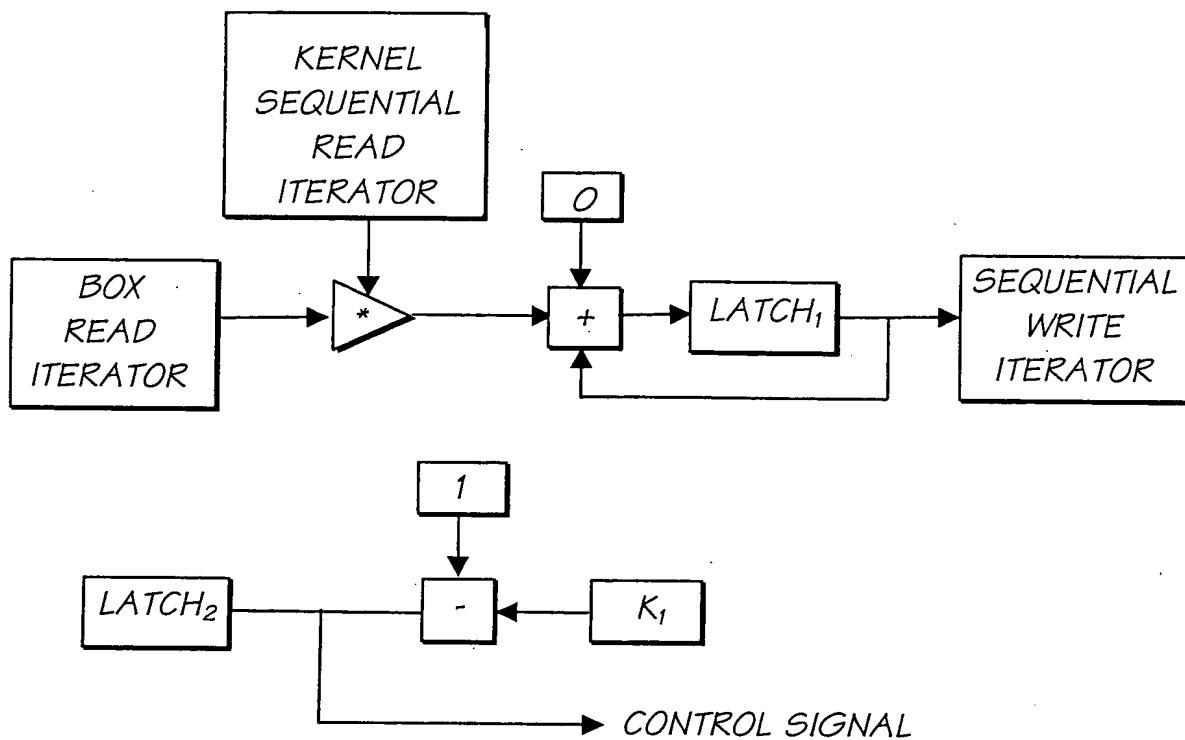 KERNEL
SEQUENTIAL
READ
ITERATOR
0
BOX
READ
ITERATOR
*
+
LATCH₁
SEQUENTIAL
WRITE
ITERATOR
1
LATCH₂
-
K₁
CONTROL SIGNAL